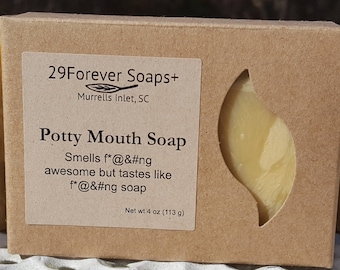 29Forever Soaps+
Murrells Inlet, SC
Potty Mouth Soap
Smells f*@&#ng
awesome but tastes like
f*@&#ng soap
Net wt 4 oz (113 g)